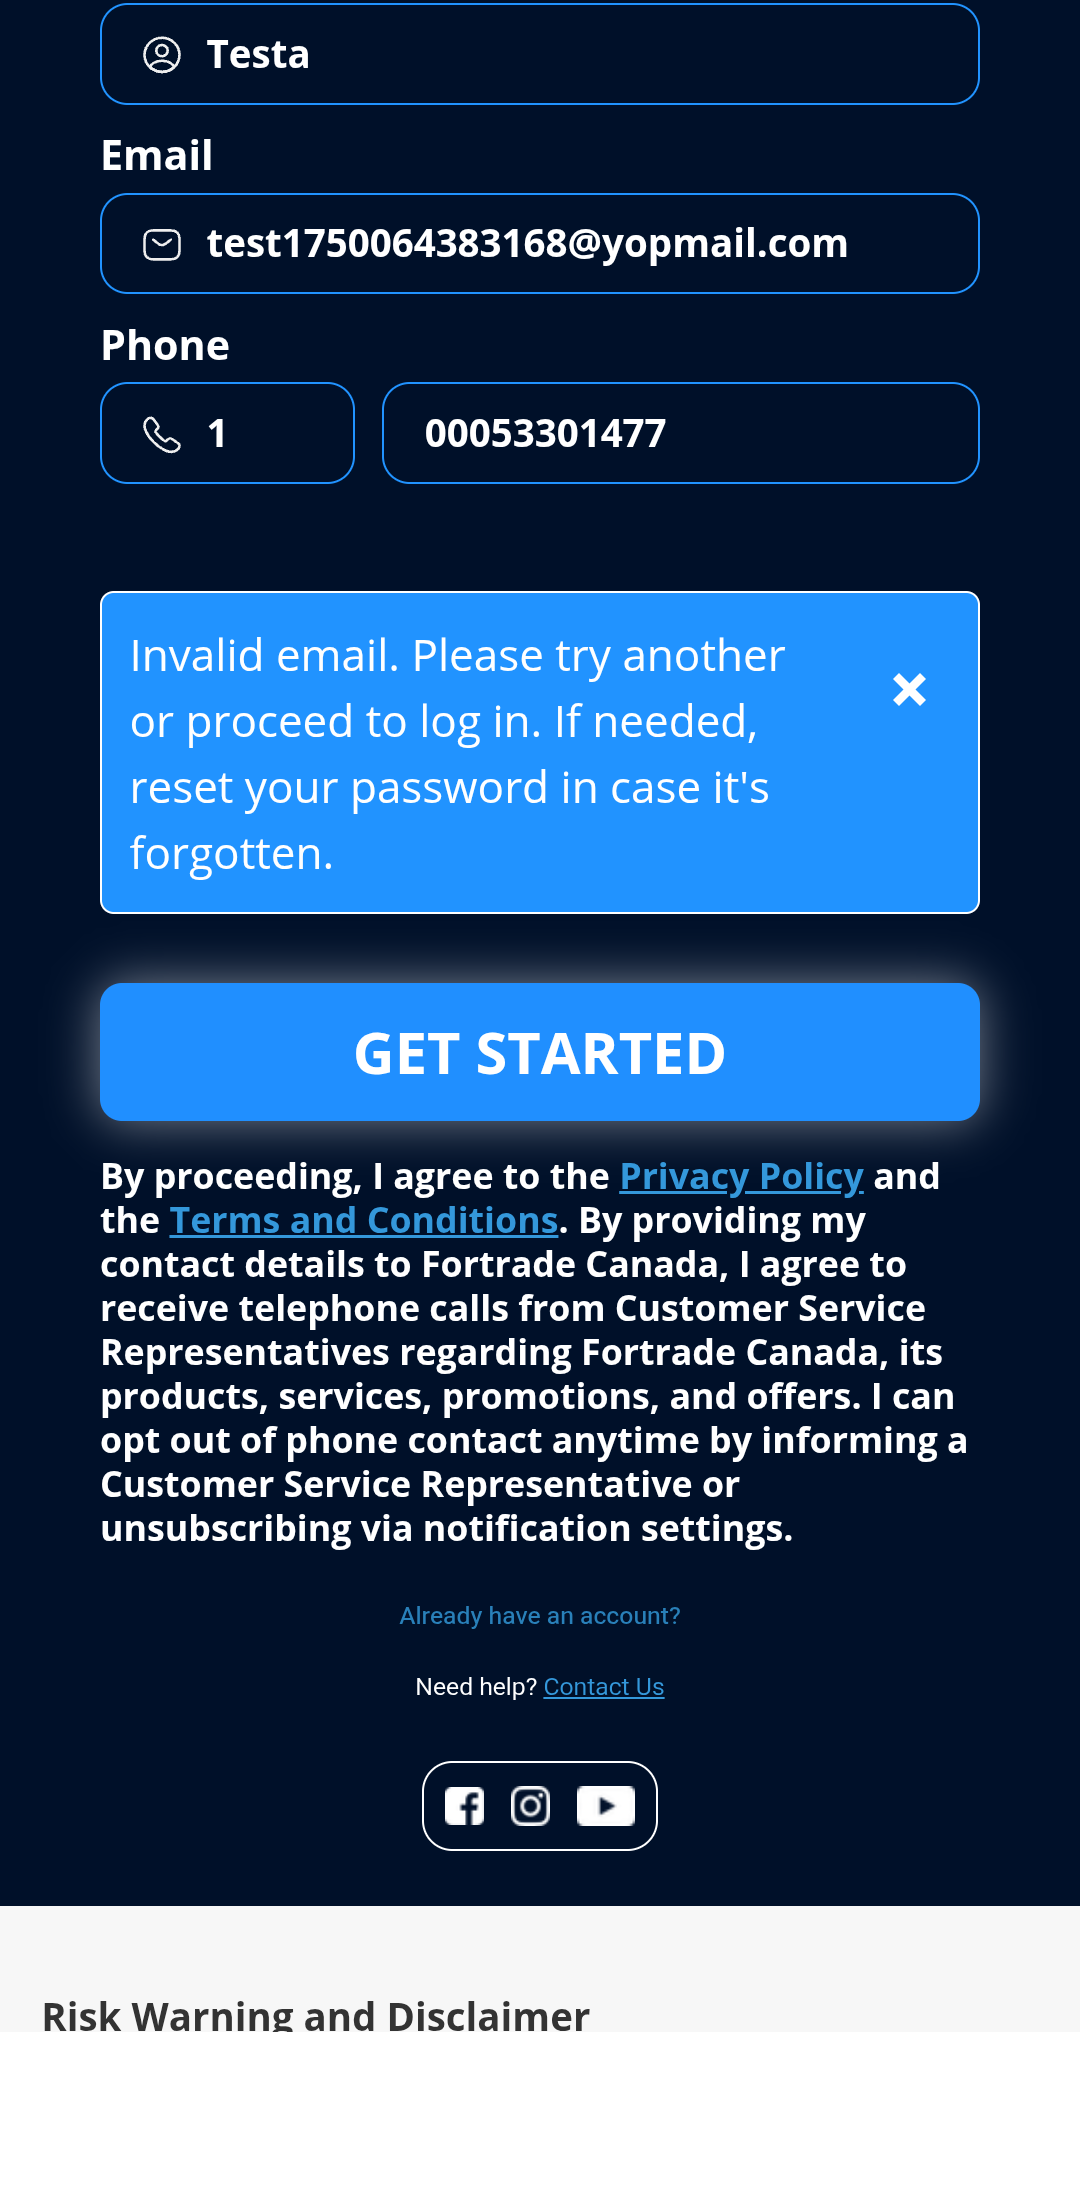 Testa
Email
test1750064383168@yopmail.com
Phone
1
00053301477
Invalid email. Please try another
or proceed to log in. If needed,
reset your password in case it's
forgotten.
GET STARTED
By proceeding, I agree to the Privacy Policy and
the Terms and Conditions. By providing my
contact details to Fortrade Canada, I agree to
receive telephone calls from Customer Service
Representatives regarding Fortrade Canada, its
products, services, promotions, and offers. I can
opt out of phone contact anytime by informing a
Customer Service Representative or
unsubscribing via notification settings.
Already have an account?
Need help? Contact Us
Risk Warning and Disclaimer